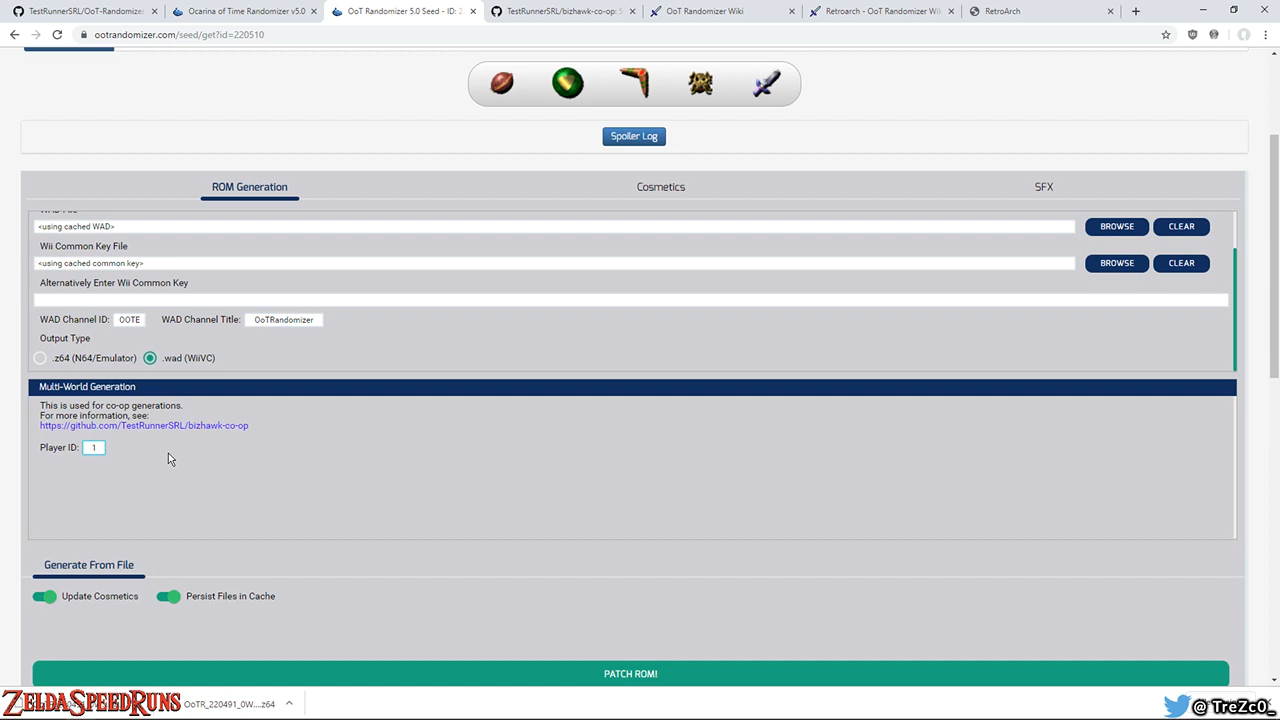 TestRunnerSRL/OoT-Randomizer
Ocarina of Time Randomizer v5.0
OoT Randomizer 5.0 Seed - ID: 2
TestRunnerSRL/bizhawk-co-op: S
OoT Randomizer Wiki
Retroarch - OoT Randomizer Wik
RetroArch
ootrandomizer.com/seed/get?id=220510
Spoiler Log
ROM Generation
Cosmetics
SFX
WAD File
<using cached WAD>
BROWSE
CLEAR
Wii Common Key File
<using cached common key>
BROWSE
CLEAR
Alternatively Enter Wii Common Key
WAD Channel ID: OOTE WAD Channel Title: OoTRandomizer
Output Type
.z64 (N64/Emulator) .wad (WiiVC)
Multi-World Generation
This is used for co-op generations.
For more information, see:
https://github.com/TestRunnerSRL/bizhawk-co-op
Player ID: 1
Generate From File
Update Cosmetics Persist Files in Cache
PATCH ROM!
ZELDASPEEDRUNS
OoTR_220491_0W....z64
@TreZc0_